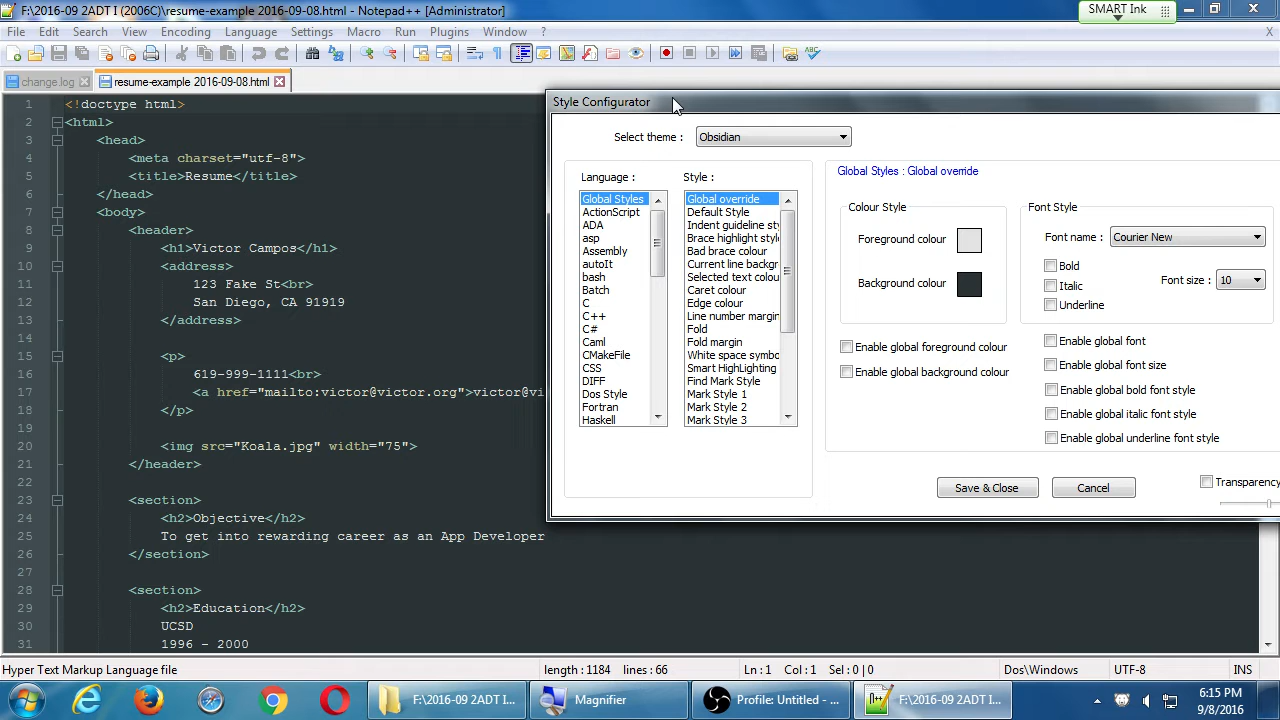 F:\2016-09 2ADT I (2006C)\resume-example 2016-09-08.html - Notepad++ [Administrator]
SMART Ink
File Edit Search View Encoding Language Settings Macro Run Plugins Window ? X
change.log
resume-example 2016-09-08.html
1 <!doctype html>
2 <html>
3 <head>
4 <meta charset="utf-8">
5 <title>Resume</title>
6 </head>
7 <body>
8 <header>
9 <h1>Victor Campos</h1>
10 <address>
11 123 Fake St<br>
12 San Diego, CA 91919
13 </address>
14
15 <p>
16 619-999-1111<br>
17 <a href="mailto:victor@victor.org">victor@vi
18 </p>
19
20 <img src="Koala.jpg" width="75">
21 </header>
22
23 <section>
24 <h2>Objective</h2>
25 To get into rewarding career as an App Developer
26 </section>
27
28 <section>
29 <h2>Education</h2>
30 UCSD
31 1996 - 2000
Style Configurator
Select theme : Obsidian
Language :
Global Styles
ActionScript
ADA
asp
Assembly
autoIt
bash
Batch
C
C++
C#
Caml
CMakeFile
CSS
DIFF
Dos Style
Fortran
Haskell
Style :
Global override
Default Style
Indent guideline sty
Brace highlight style
Bad brace colour
Current line backgr
Selected text colou
Caret colour
Edge colour
Line number margin
Fold
Fold margin
White space symbo
Smart HighLighting
Find Mark Style
Mark Style 1
Mark Style 2
Mark Style 3
Global Styles : Global override
Colour Style
Foreground colour
Background colour
Enable global foreground colour
Enable global background colour
Font Style
Font name : Courier New
Bold
Italic
Underline
Font size : 10
Enable global font
Enable global font size
Enable global bold font style
Enable global italic font style
Enable global underline font style
Save & Close
Cancel
Transparency
Hyper Text Markup Language file length : 1184 lines : 66 Ln : 1 Col : 1 Sel : 0 | 0 Dos\Windows UTF-8 INS
F:\2016-09 2ADT I...
Magnifier
Profile: Untitled - ...
F:\2016-09 2ADT I...
6:15 PM
9/8/2016